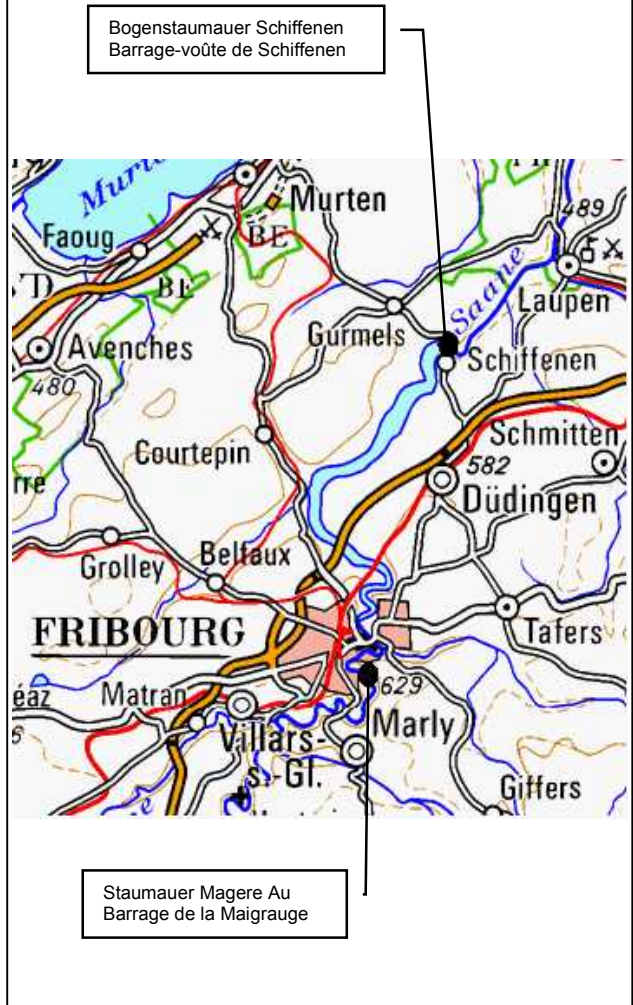 Bogenstaumauer Schiffenen
Barrage-voûte de Schiffenen
Murten
Faoug
BE
489
BE
Laupen
Saane
Gurmels
Avenches
Schiffenen
480
Courtepin
Schmitten
582
Düdingen
Grolley
Belfaux
FRIBOURG
Tafers
629
Matran
Marly
Villars-
s.-Gl.
Giffers
Staumauer Magere Au
Barrage de la Maigrauge